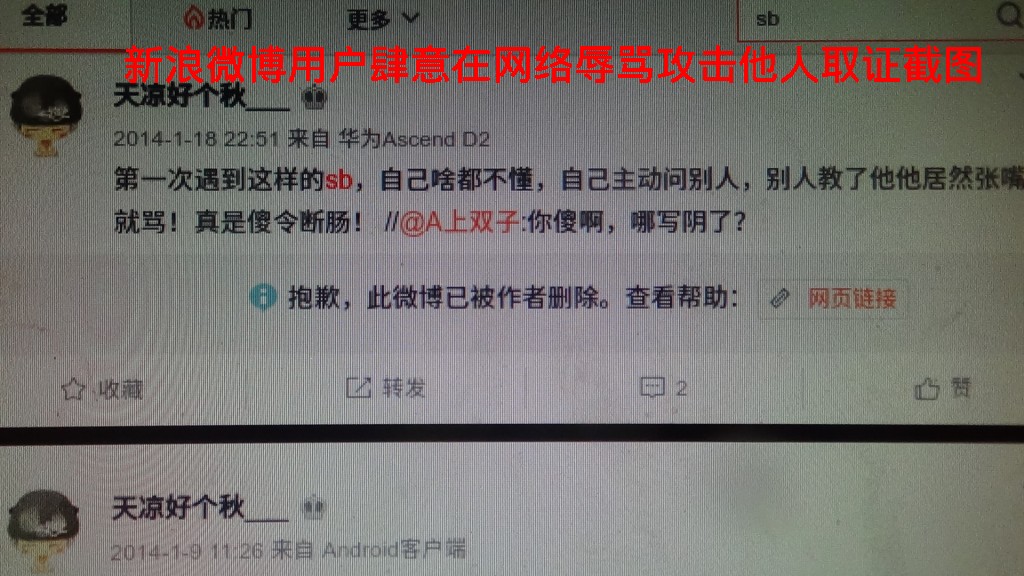 全部 热门 更多 sb
新浪微博用户肆意在网络辱骂攻击他人取证截图
天凉好个秋___
2014-1-18 22:51 来自 华为Ascend D2
第一次遇到这样的sb，自己啥都不懂，自己主动问别人，别人教了他他居然张嘴
就骂！真是傻令断肠！ //@A上双子:你傻啊，哪写阴了？
抱歉，此微博已被作者删除。查看帮助： 网页链接
收藏 转发 2 赞
天凉好个秋___
2014-1-9 11:26 来自 Android客户端